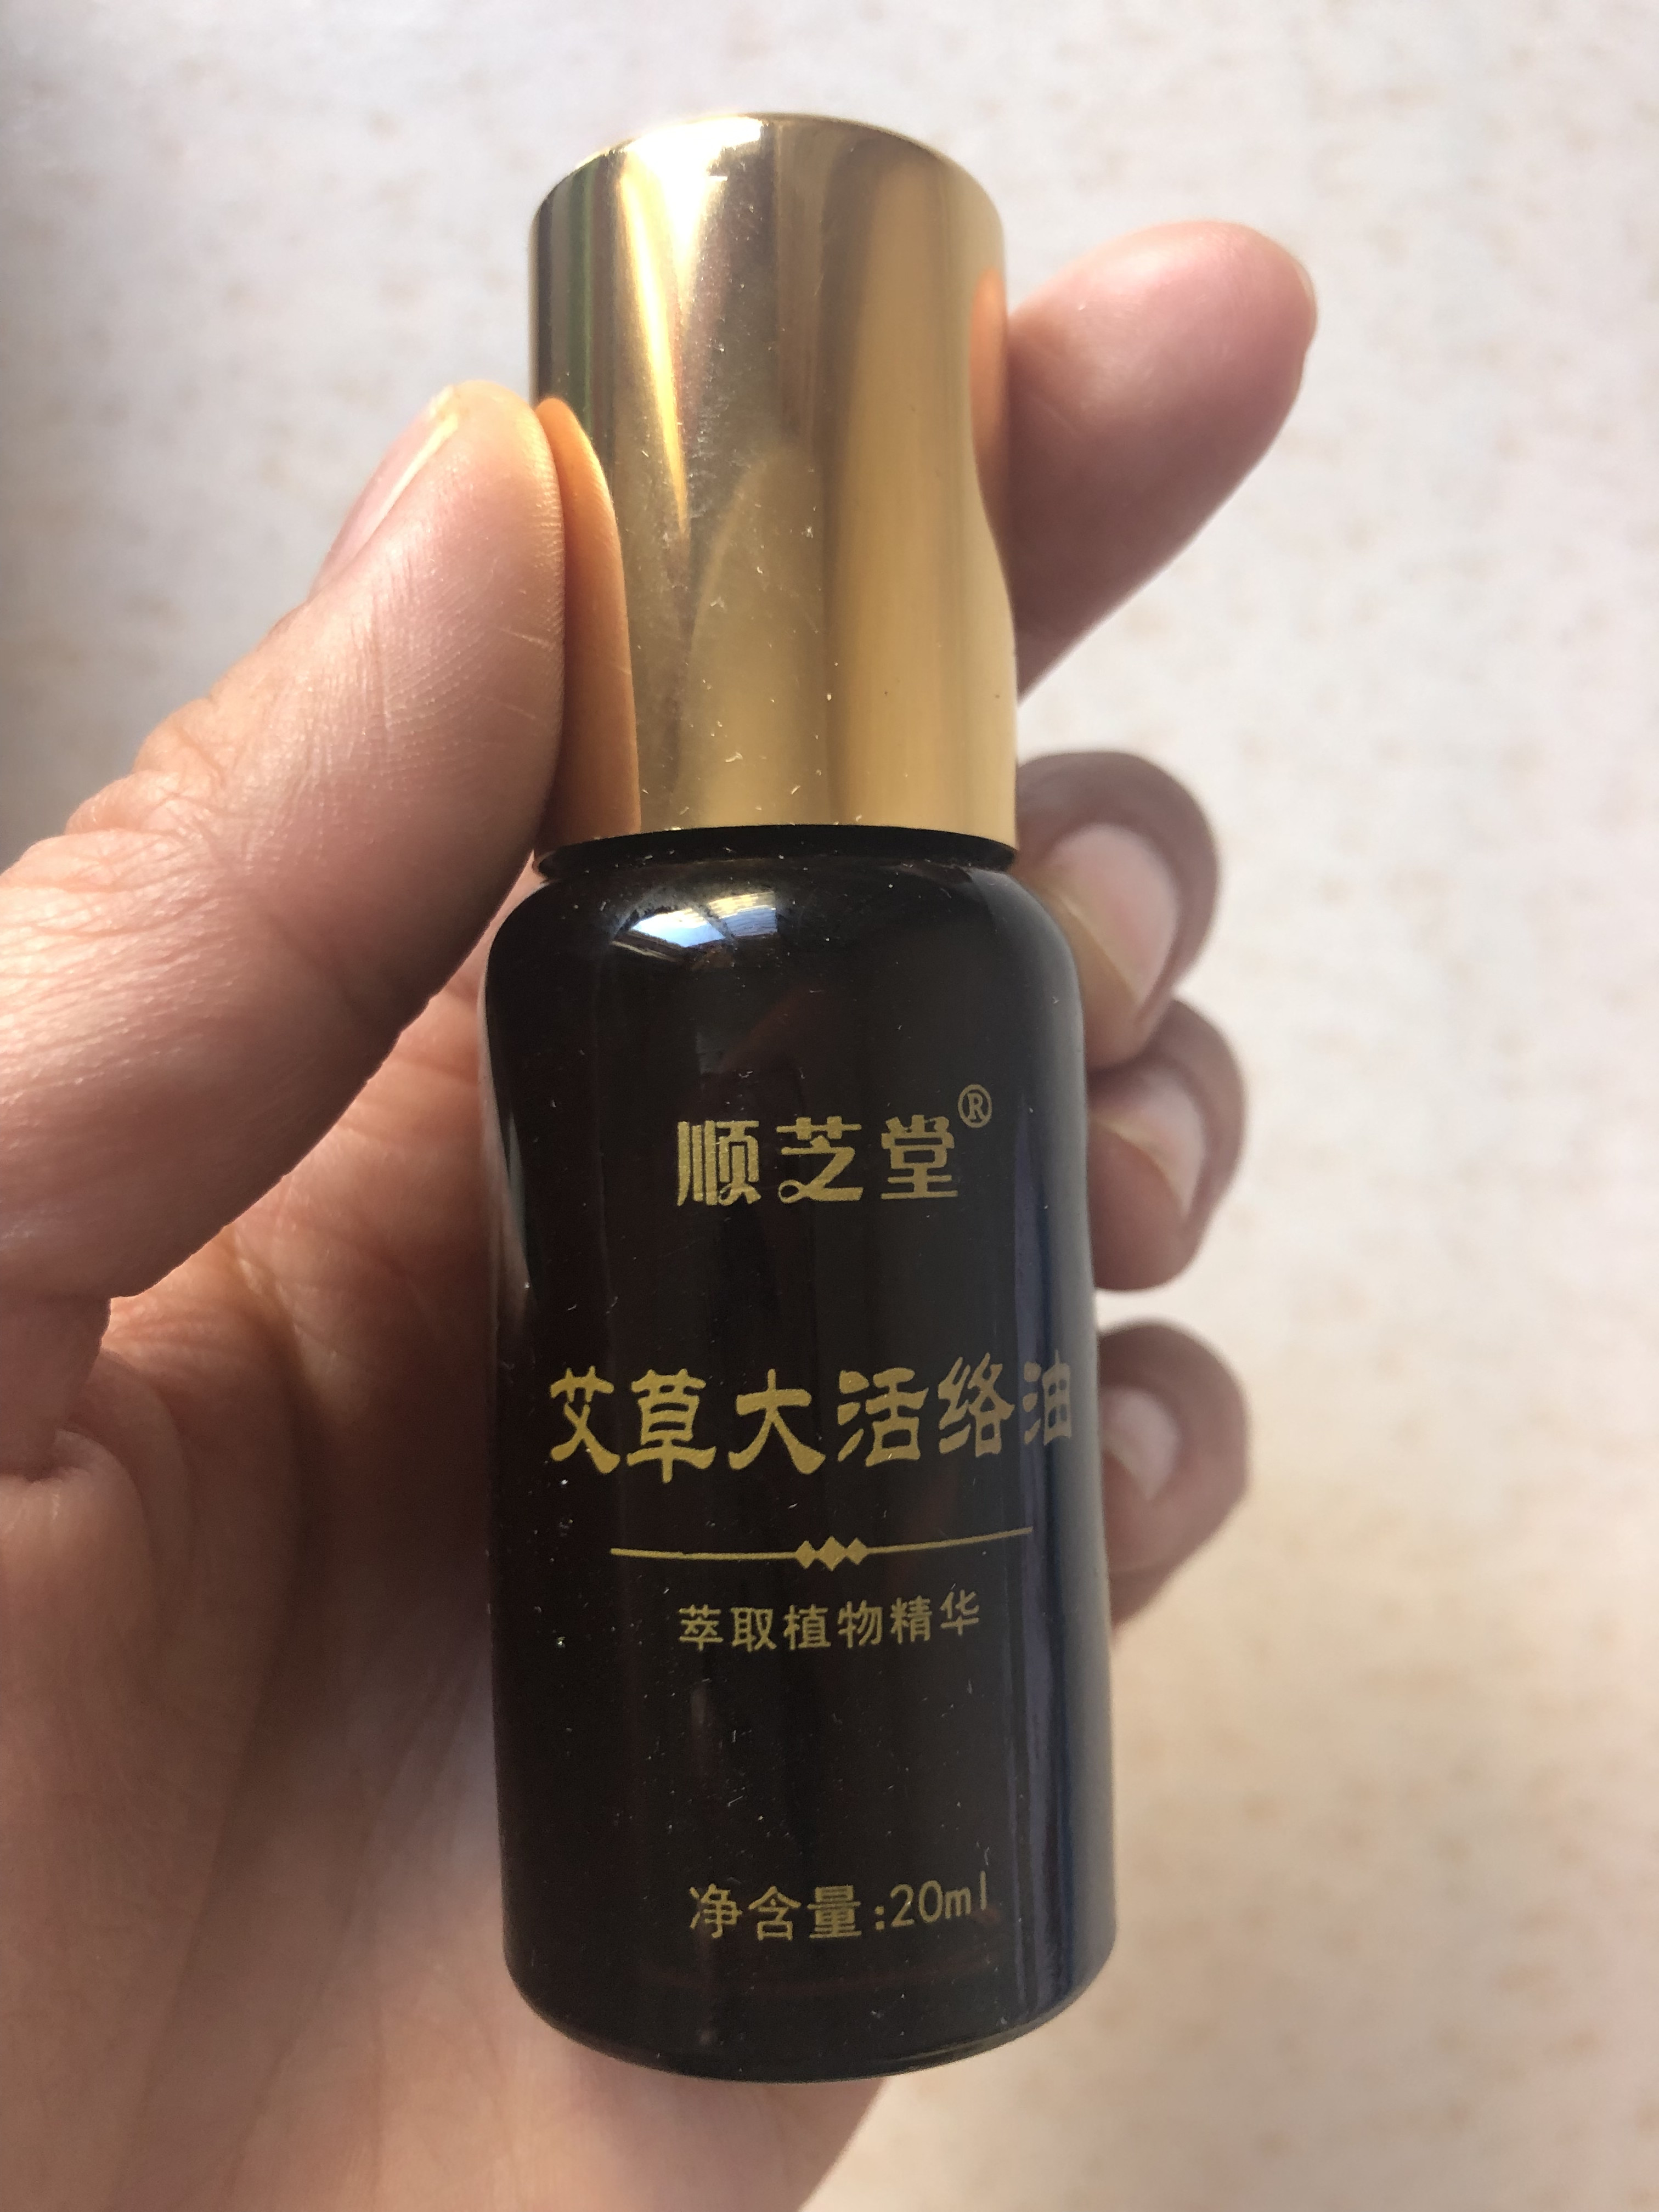 顺芝堂®
艾草大活络油
萃取植物精华
净含量:20ml